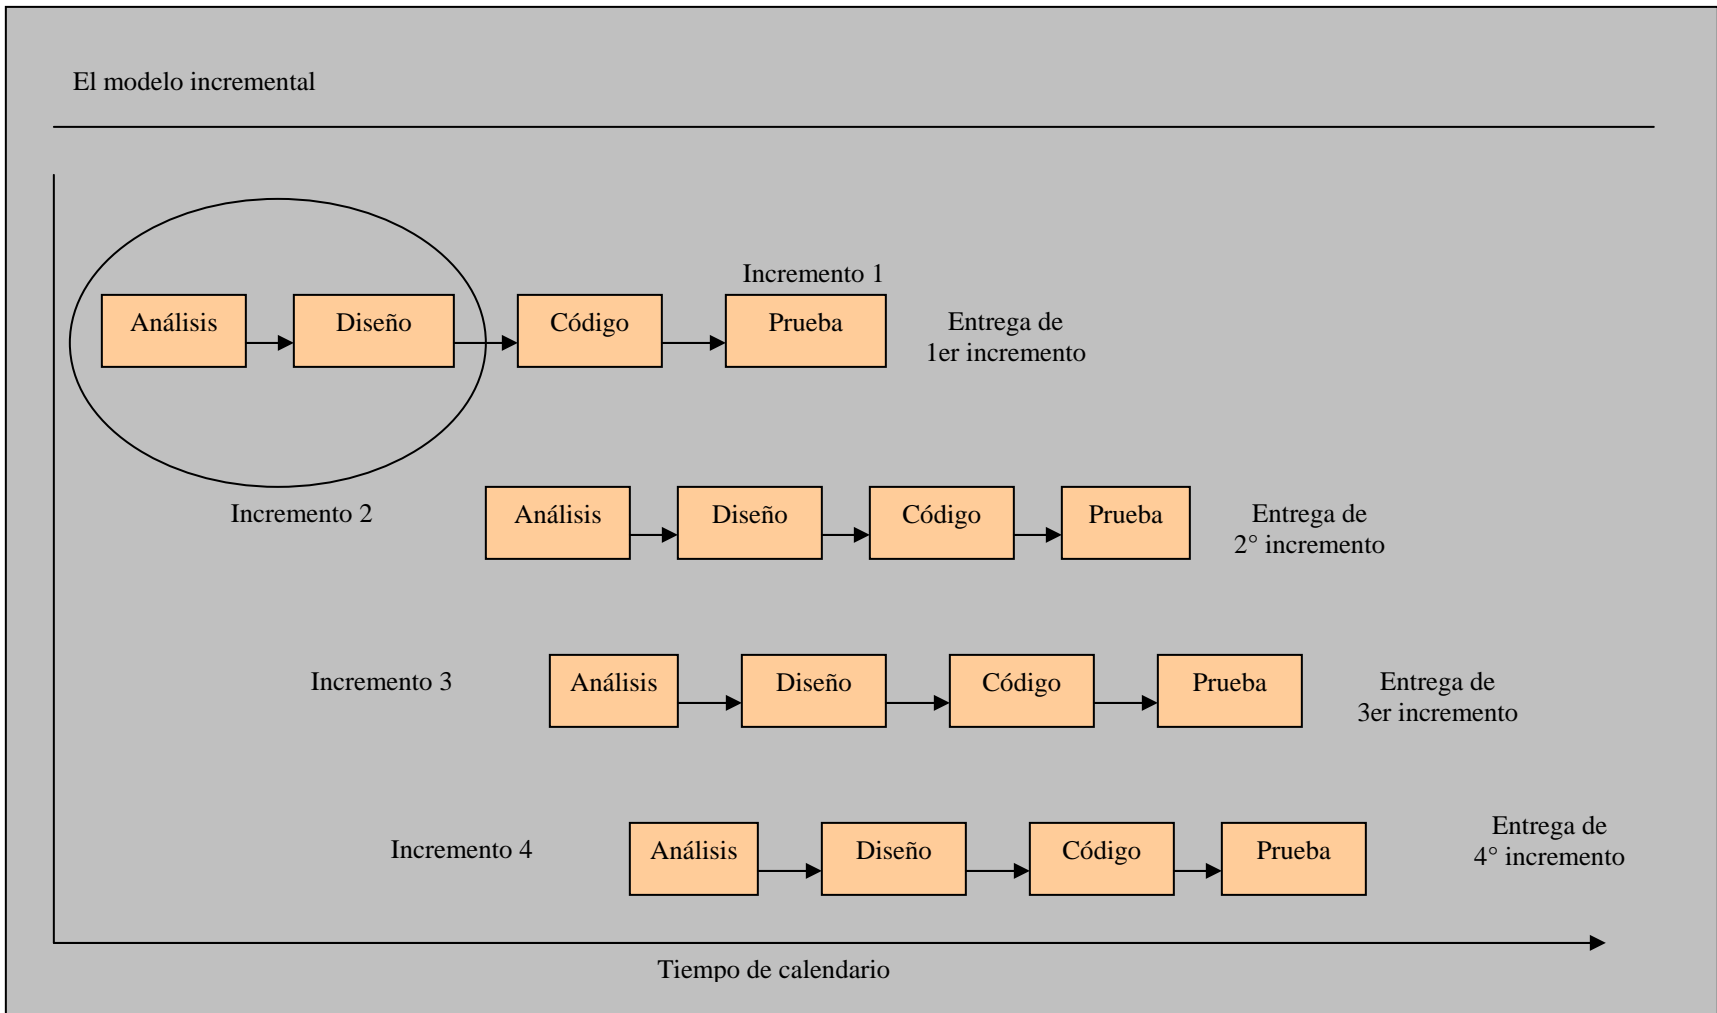 El modelo incremental
Incremento 1
Análisis
Diseño
Código
Prueba
Entrega de
1er incremento
Incremento 2
Análisis
Diseño
Código
Prueba
Entrega de
2° incremento
Incremento 3
Análisis
Diseño
Código
Prueba
Entrega de
3er incremento
Incremento 4
Análisis
Diseño
Código
Prueba
Entrega de
4° incremento
Tiempo de calendario